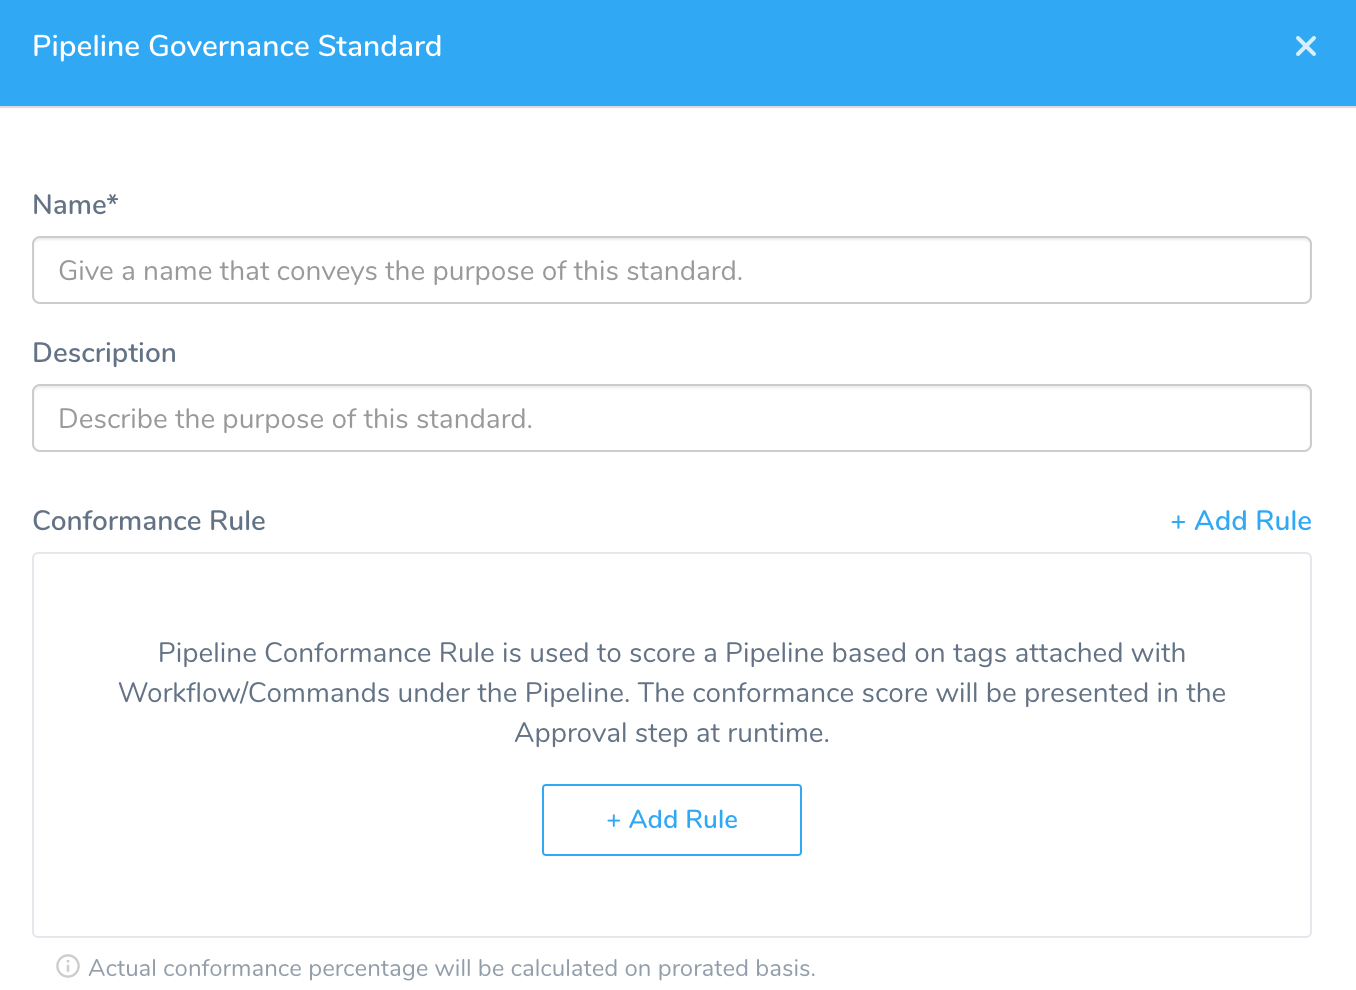 Pipeline Governance Standard
Name*
Give a name that conveys the purpose of this standard.
Description
Describe the purpose of this standard.
Conformance Rule
+ Add Rule
Pipeline Conformance Rule is used to score a Pipeline based on tags attached with
Workflow/Commands under the Pipeline. The conformance score will be presented in the
Approval step at runtime.
+ Add Rule
Actual conformance percentage will be calculated on prorated basis.